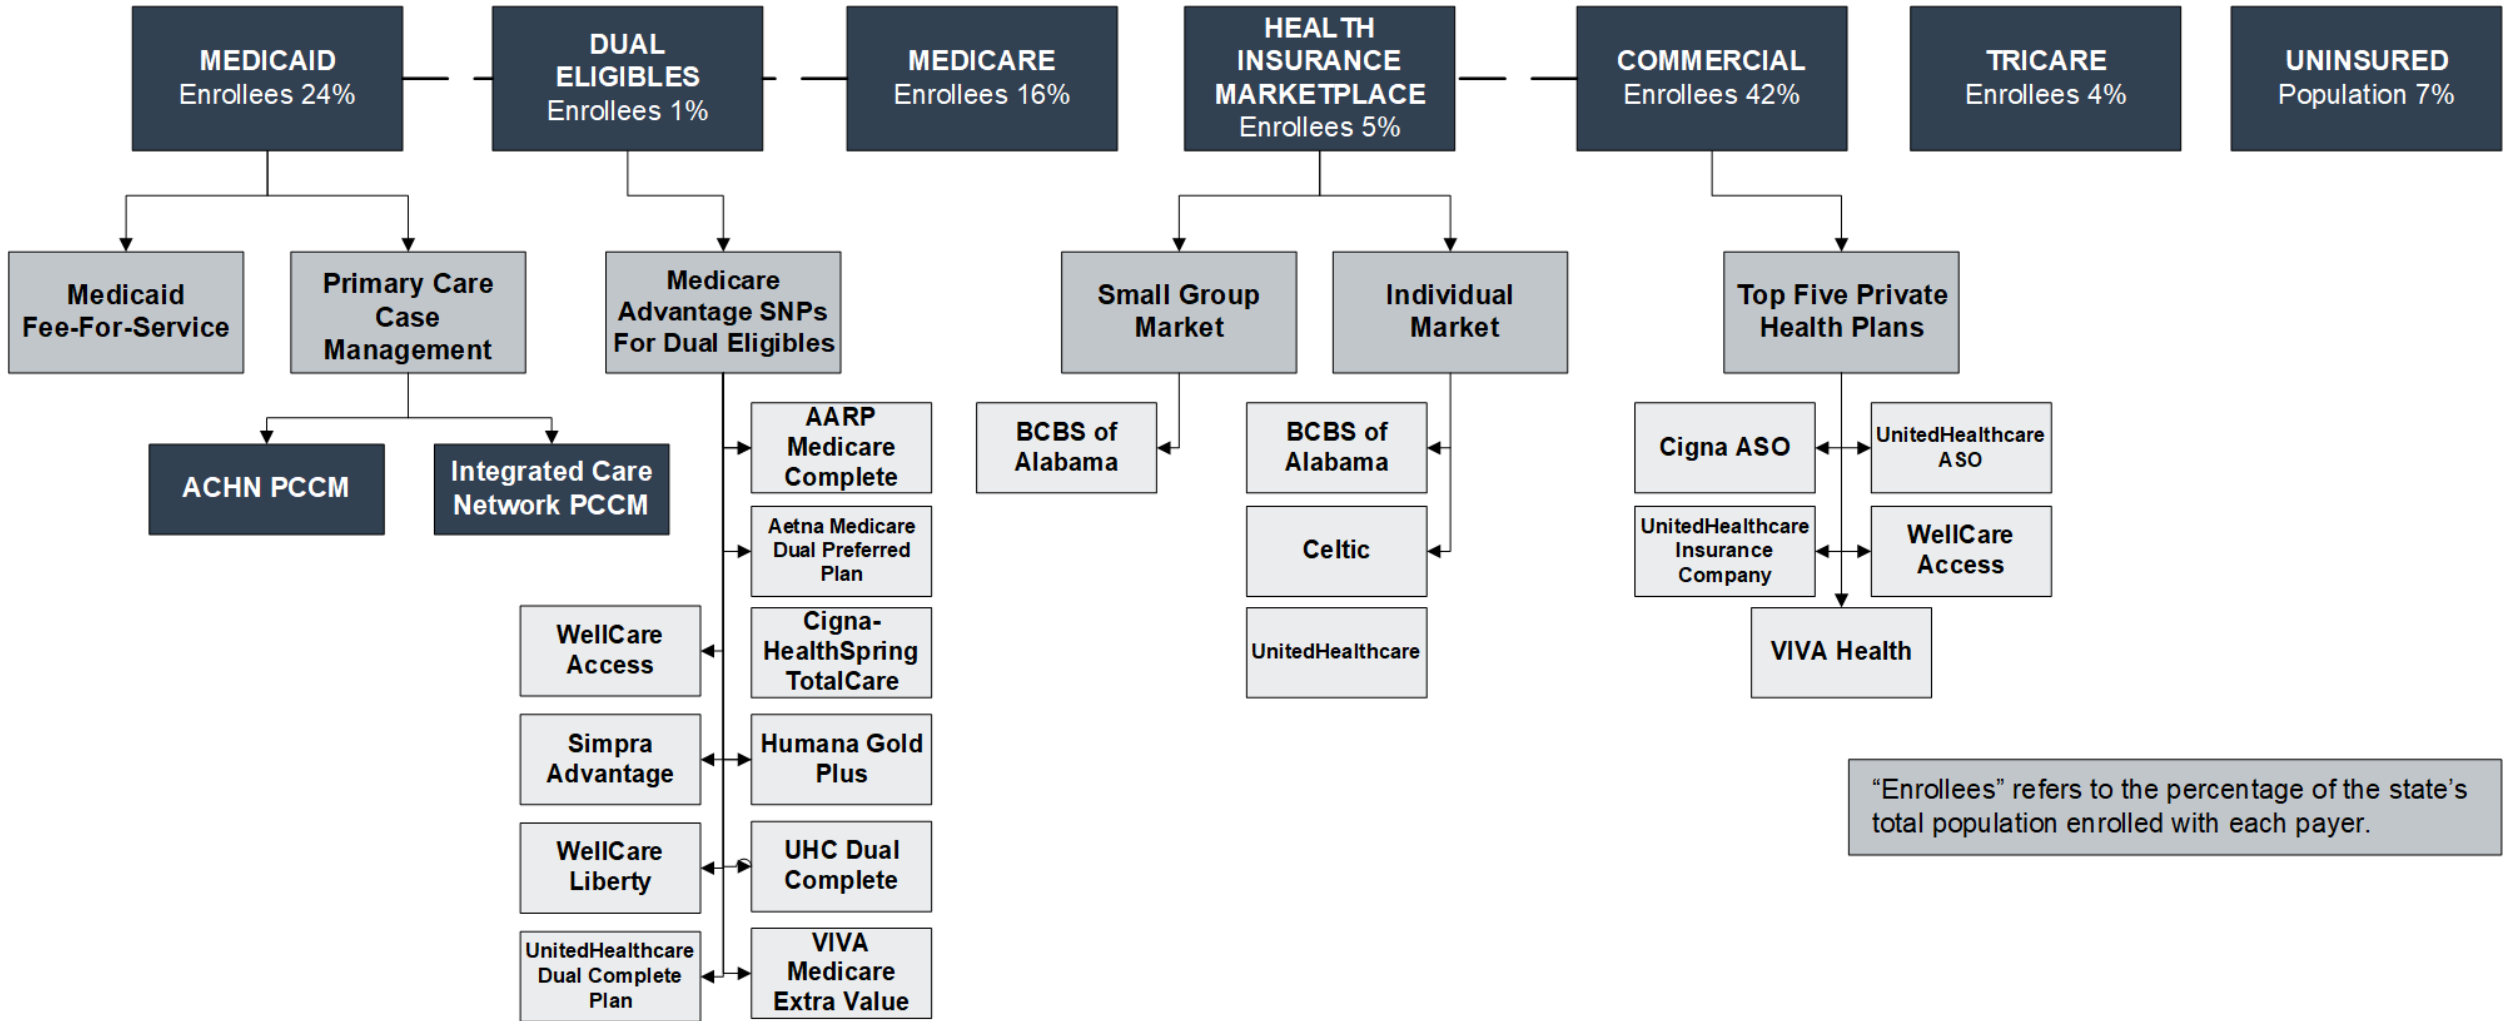 MEDICAID
Enrollees 24%
DUAL
ELIGIBLES
Enrollees 1%
MEDICARE
Enrollees 16%
HEALTH
INSURANCE
MARKETPLACE
Enrollees 5%
COMMERCIAL
Enrollees 42%
TRICARE
Enrollees 4%
UNINSURED
Population 7%
Medicaid
Fee-For-Service
Primary Care
Case
Management
Medicare
Advantage SNPs
For Dual Eligibles
Small Group
Market
Individual
Market
Top Five Private
Health Plans
ACHN PCCM
Integrated Care
Network PCCM
AARP
Medicare
Complete
Aetna Medicare
Dual Preferred
Plan
WellCare
Access
Cigna-
HealthSpring
TotalCare
Simpra
Advantage
Humana Gold
Plus
WellCare
Liberty
UHC Dual
Complete
UnitedHealthcare
Dual Complete
Plan
VIVA
Medicare
Extra Value
BCBS of
Alabama
BCBS of
Alabama
Celtic
UnitedHealthcare
Cigna ASO
UnitedHealthcare
ASO
UnitedHealthcare
Insurance
Company
WellCare
Access
VIVA Health
“Enrollees” refers to the percentage of the state’s
total population enrolled with each payer.